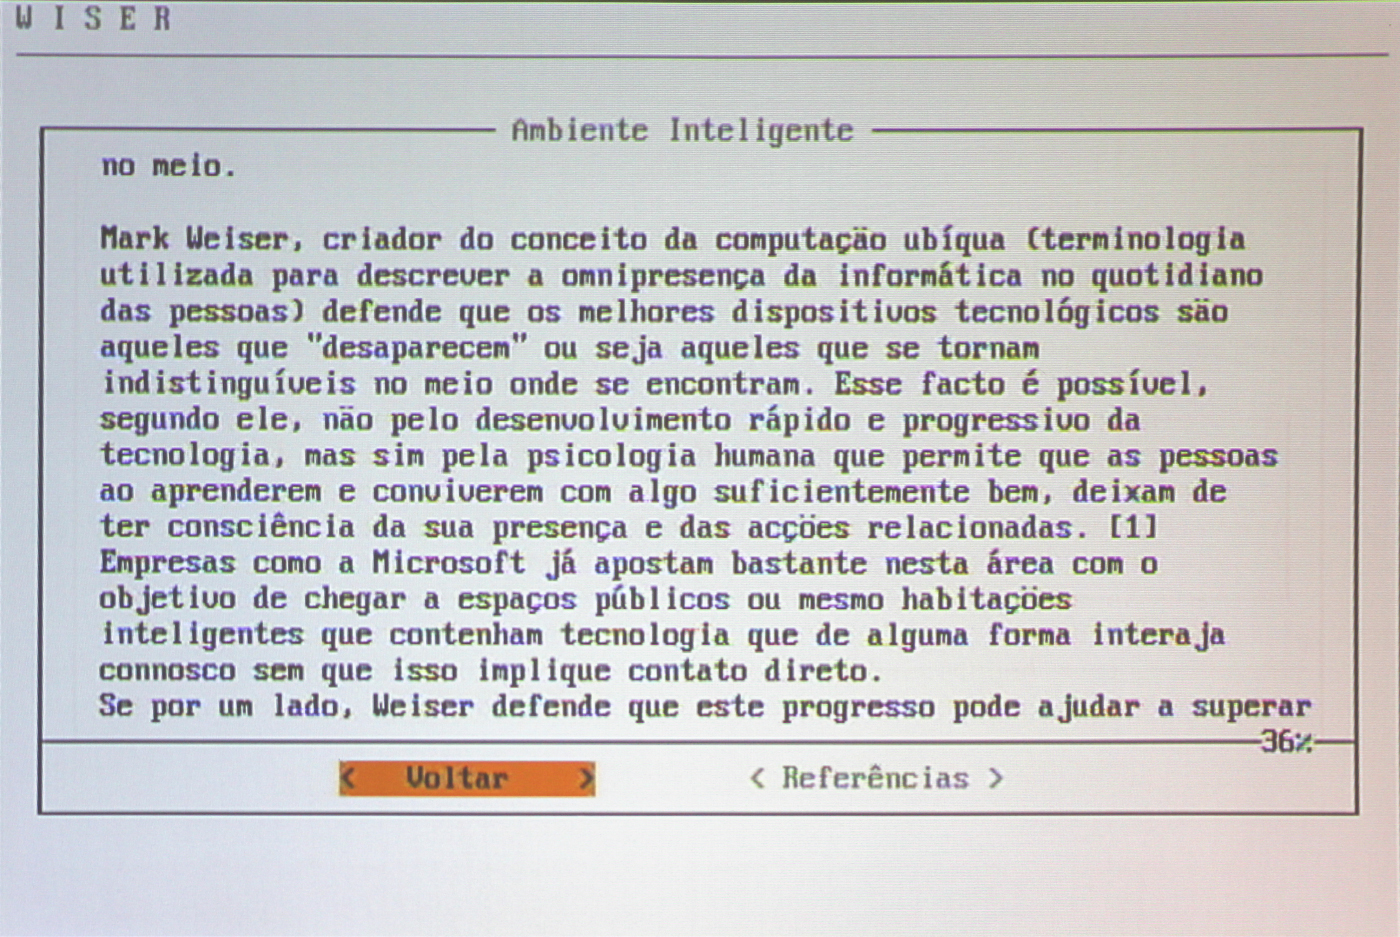 W I S E R
Ambiente Inteligente
no meio.
Mark Weiser, criador do conceito da computação ubíqua (terminologia
utilizada para descrever a omnipresença da informática no quotidiano
das pessoas) defende que os melhores dispositivos tecnológicos são
aqueles que "desaparecem" ou seja aqueles que se tornam
indistinguíveis no meio onde se encontram. Esse facto é possível,
segundo ele, não pelo desenvolvimento rápido e progressivo da
tecnologia, mas sim pela psicologia humana que permite que as pessoas
ao aprenderem e conviverem com algo suficientemente bem, deixam de
ter consciência da sua presença e das acções relacionadas. [1]
Empresas como a Microsoft já apostam bastante nesta área com o
objetivo de chegar a espaços públicos ou mesmo habitações
inteligentes que contenham tecnologia que de alguma forma interaja
connosco sem que isso implique contato direto.
Se por um lado, Weiser defende que este progresso pode ajudar a superar
36%
< Voltar > < Referências >